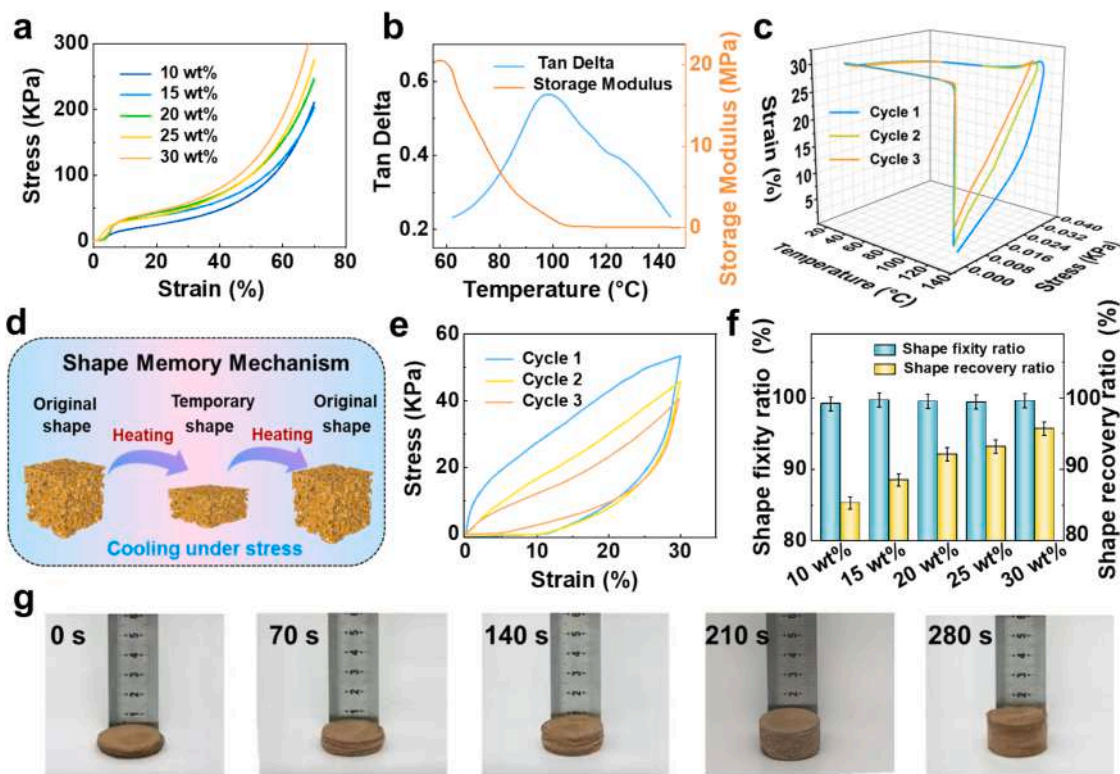 a
Stress (KPa)
300
200
100
0
10 wt%
15 wt%
20 wt%
25 wt%
30 wt%
0 20 40 60 80
Strain (%)
b
Tan Delta
0.6
0.4
0.2
Tan Delta
Storage Modulus
20
10
0
Storage Modulus (MPa)
60 80 100 120 140
Temperature (°C)
c
Strain (%)
30
25
20
15
10
5
Cycle 1
Cycle 2
Cycle 3
20 40 60 80 100 120 140
Temperature (°C)
0.000
0.008
0.016
0.024
0.032
0.040
Stress (KPa)
d
Shape Memory Mechanism
Original
shape
Temporary
shape
Original
shape
Heating
Heating
Cooling under stress
e
Stress (KPa)
60
40
20
0
Cycle 1
Cycle 2
Cycle 3
0 10 20 30
Strain (%)
f
Shape fixity ratio (%)
100
90
80
Shape fixity ratio
Shape recovery ratio
100
90
80
Shape recovery ratio (%)
10 wt%
15 wt%
20 wt%
25 wt%
30 wt%
g
0 s
70 s
140 s
210 s
280 s